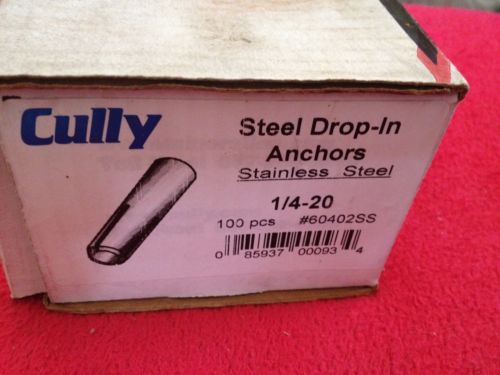 Cully
Steel Drop-In
Anchors
Stainless Steel
1/4-20
100 pcs #60402SS
0 85937 00093 4